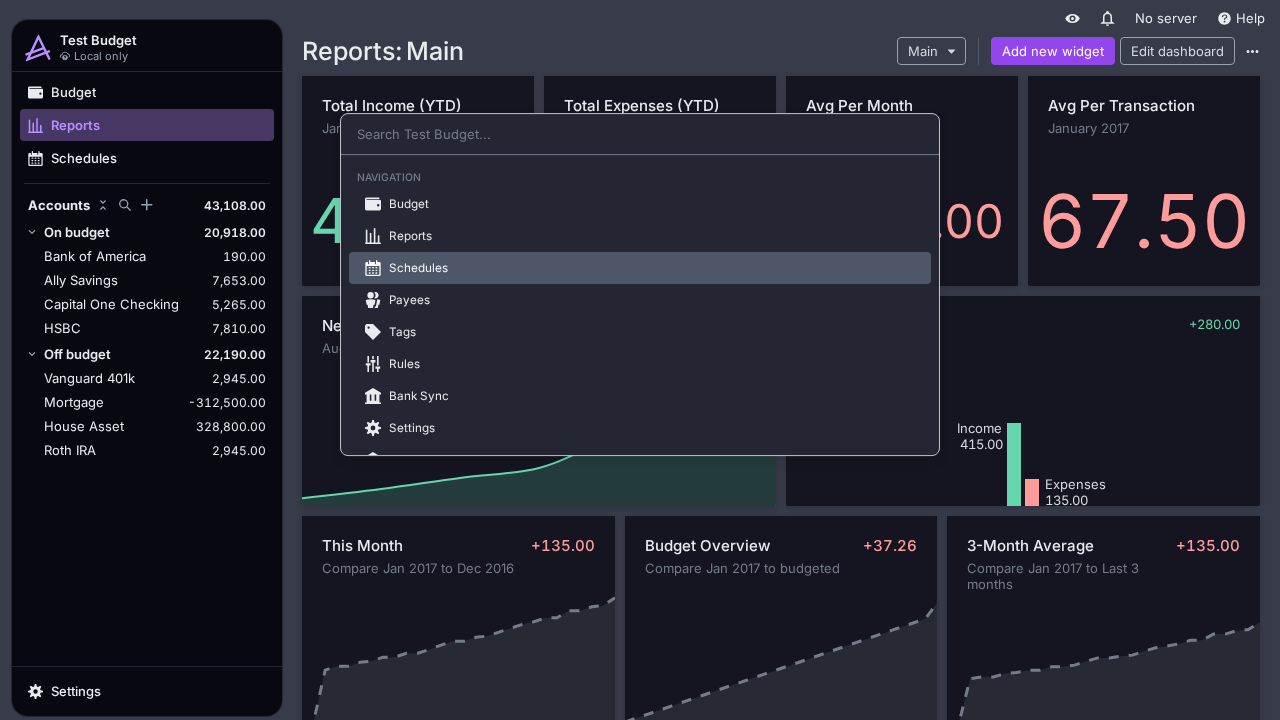 Test Budget
Local only
Budget
Reports
Schedules
Accounts
43,108.00
On budget
20,918.00
Bank of America
190.00
Ally Savings
7,653.00
Capital One Checking
5,265.00
HSBC
7,810.00
Off budget
22,190.00
Vanguard 401k
2,945.00
Mortgage
-312,500.00
House Asset
328,800.00
Roth IRA
2,945.00
Settings
No server
Help
Reports: Main
Main
Add new widget
Edit dashboard
Total Income (YTD)
Total Expenses (YTD)
Avg Per Month
Avg Per Transaction
January 2017
67.50
Search Test Budget...
NAVIGATION
Budget
Reports
Schedules
Payees
Tags
Rules
Bank Sync
Settings
+280.00
Income
415.00
Expenses
135.00
This Month
+135.00
Compare Jan 2017 to Dec 2016
Budget Overview
+37.26
Compare Jan 2017 to budgeted
3-Month Average
+135.00
Compare Jan 2017 to Last 3
months